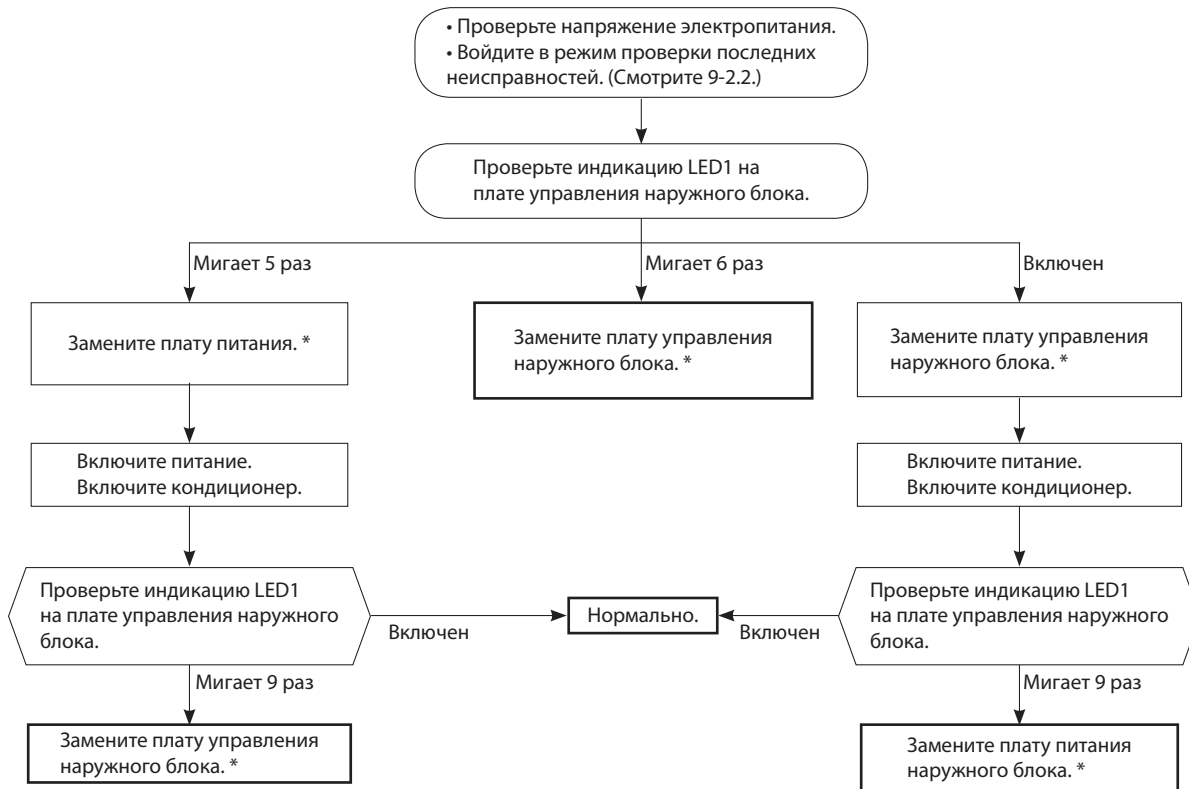 • Проверьте напряжение электропитания.
• Войдите в режим проверки последних
неисправностей. (Смотрите 9-2.2.)
Проверьте индикацию LED1 на
плате управления наружного блока.
Мигает 5 раз
Мигает 6 раз
Включен
Замените плату питания. *
Замените плату управления
наружного блока. *
Замените плату управления
наружного блока. *
Включите питание.
Включите кондиционер.
Включите питание.
Включите кондиционер.
Проверьте индикацию LED1
на плате управления наружного
блока.
Включен
Нормально.
Включен
Проверьте индикацию LED1
на плате управления наружного
блока.
Мигает 9 раз
Мигает 9 раз
Замените плату управления
наружного блока. *
Замените плату питания
наружного блока. *